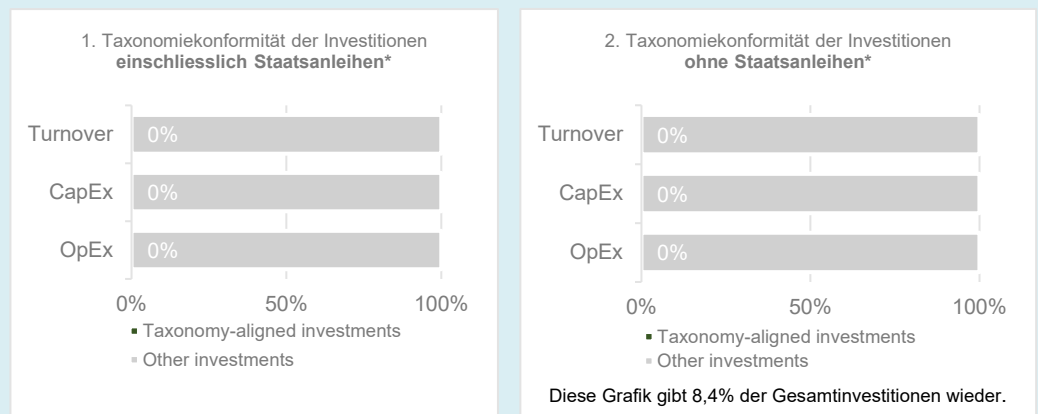 1. Taxonomiekonformität der Investitionen
einschliesslich Staatsanleihen*
Turnover 0%
CapEx 0%
OpEx 0%
0% 50% 100%
Taxonomy-aligned investments
Other investments
2. Taxonomiekonformität der Investitionen
ohne Staatsanleihen*
Turnover 0%
CapEx 0%
OpEx 0%
0% 50% 100%
Taxonomy-aligned investments
Other investments
Diese Grafik gibt 8,4% der Gesamtinvestitionen wieder.